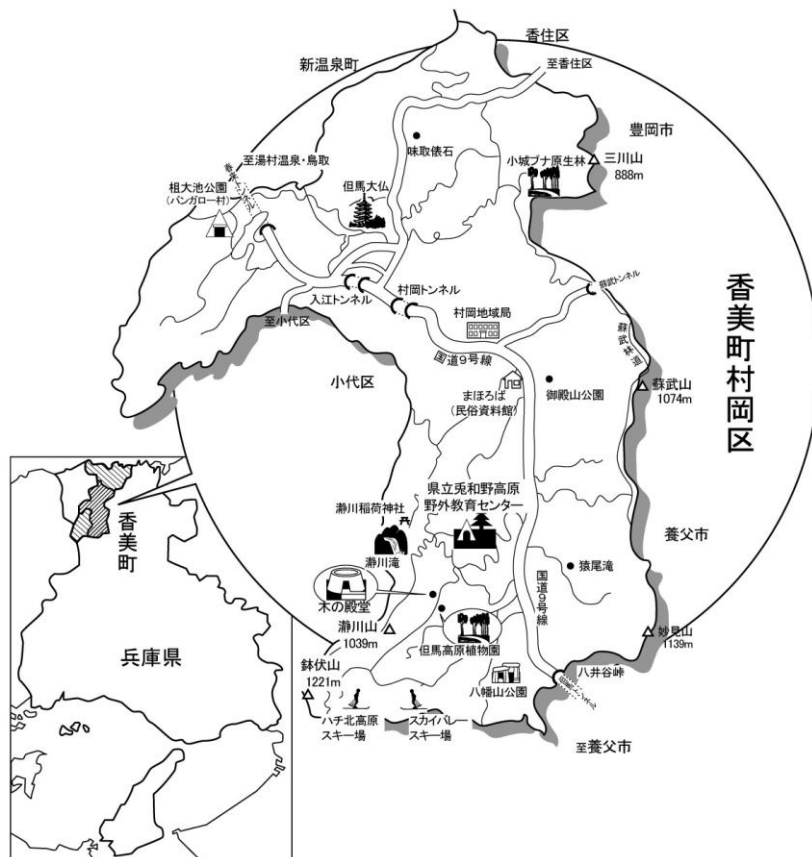 香住区
新温泉町
至香住区
豊岡市
味取俵石
小城ブナ原生林
三川山
888m
至湯村温泉・鳥取
春来トンネル
祖大池公園
(バンガロー村)
但馬大仏
入江トンネル
村岡トンネル
蘇武トンネル
村岡地域局
至小代区
国道9号線
蘇武林道
香美町村岡区
小代区
まほろば
(民俗資料館)
御殿山公園
蘇武山
1074m
県立兎和野高原
野外教育センター
瀞川稲荷神社
瀞川滝
香美町
養父市
猿尾滝
国道9号線
木の殿堂
瀞川山
1039m
但馬高原植物園
妙見山
1139m
兵庫県
鉢伏山
1221m
八幡山公園
八井谷峠
ハチ北高原
スキー場
スカイバレー
スキー場
至養父市